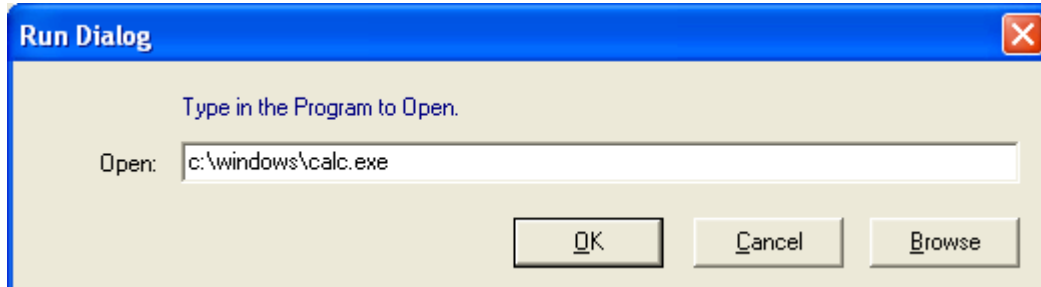 Run Dialog
Type in the Program to Open.
Open: c:\windows\calc.exe
OK Cancel Browse